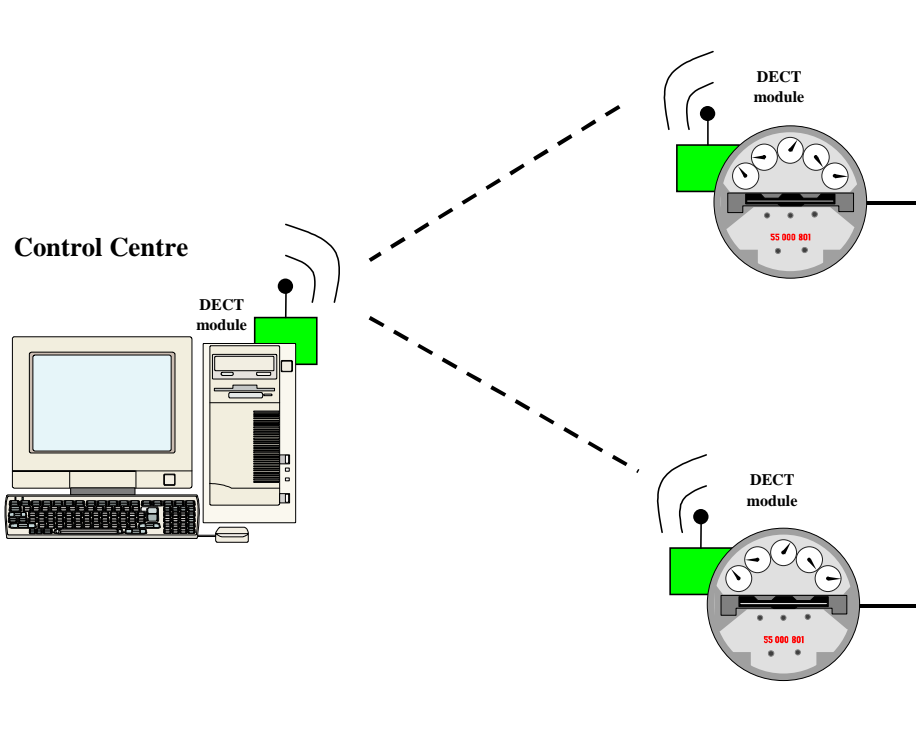 DECT
module
55 000 801
Control Centre
DECT
module
DECT
module
55 000 801